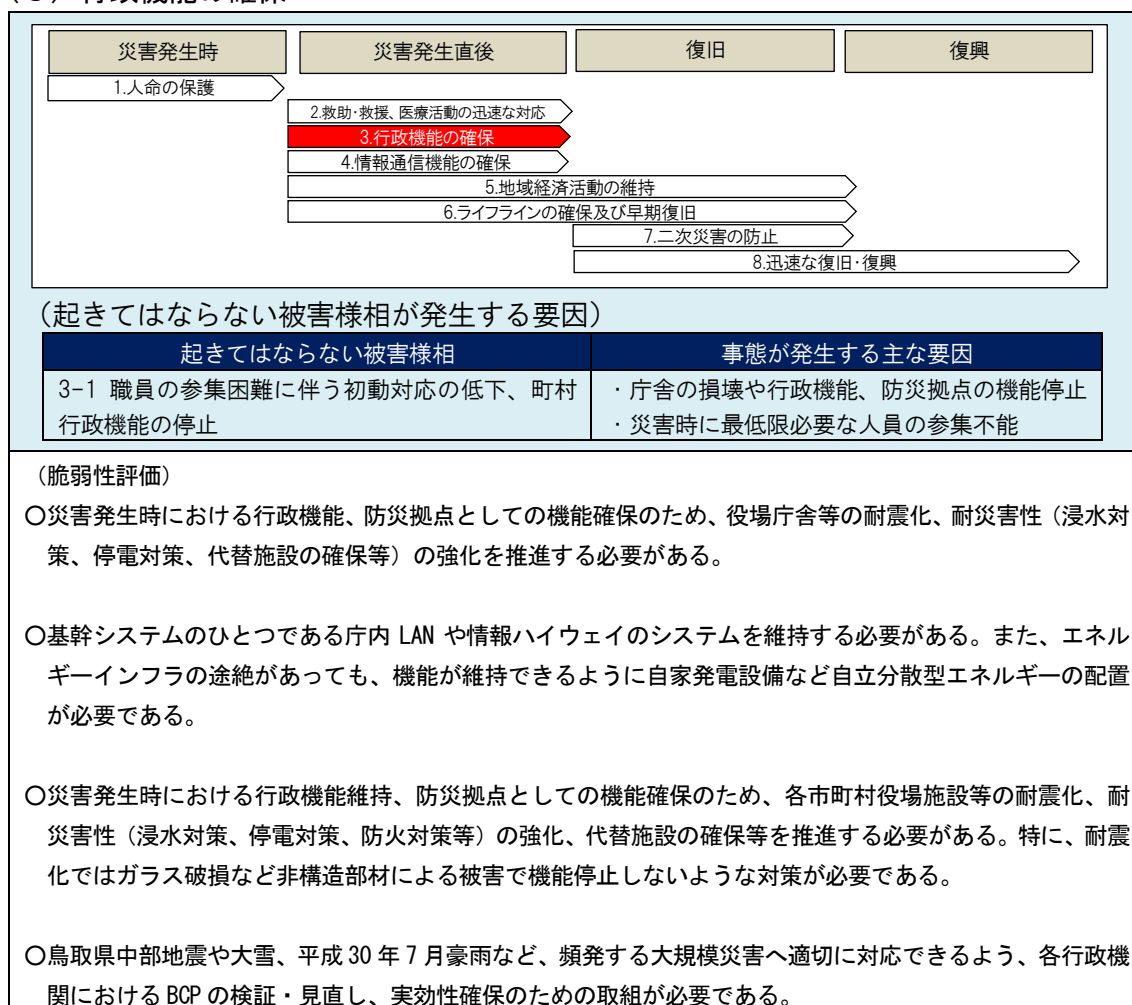 災害発生時 災害発生直後 復旧 復興
1.人命の保護
2.救助・救援、医療活動の迅速な対応
3.行政機能の確保
4.情報通信機能の確保
5.地域経済活動の維持
6.ライフラインの確保及び早期復旧
7.二次災害の防止
8.迅速な復旧・復興
（起きてはならない被害様相が発生する要因）
起きてはならない被害様相 事態が発生する主な要因
3-1 職員の参集困難に伴う初動対応の低下、町村
行政機能の停止
・庁舎の損壊や行政機能、防災拠点の機能停止
・災害時に最低限必要な人員の参集不能
（脆弱性評価）
〇災害発生時における行政機能、防災拠点としての機能確保のため、役場庁舎等の耐震化、耐災害性（浸水対
策、停電対策、代替施設の確保等）の強化を推進する必要がある。
〇基幹システムのひとつである庁内 LAN や情報ハイウェイのシステムを維持する必要がある。また、エネル
ギーインフラの途絶があっても、機能が維持できるように自家発電設備など自立分散型エネルギーの配置
が必要である。
〇災害発生時における行政機能維持、防災拠点としての機能確保のため、各市町村役場施設等の耐震化、耐
災害性（浸水対策、停電対策、防火対策等）の強化、代替施設の確保等を推進する必要がある。特に、耐震
化ではガラス破損など非構造部材による被害で機能停止しないような対策が必要である。
〇鳥取県中部地震や大雪、平成 30 年 7 月豪雨など、頻発する大規模災害へ適切に対応できるよう、各行政機
関における BCP の検証・見直し、実効性確保のための取組が必要である。